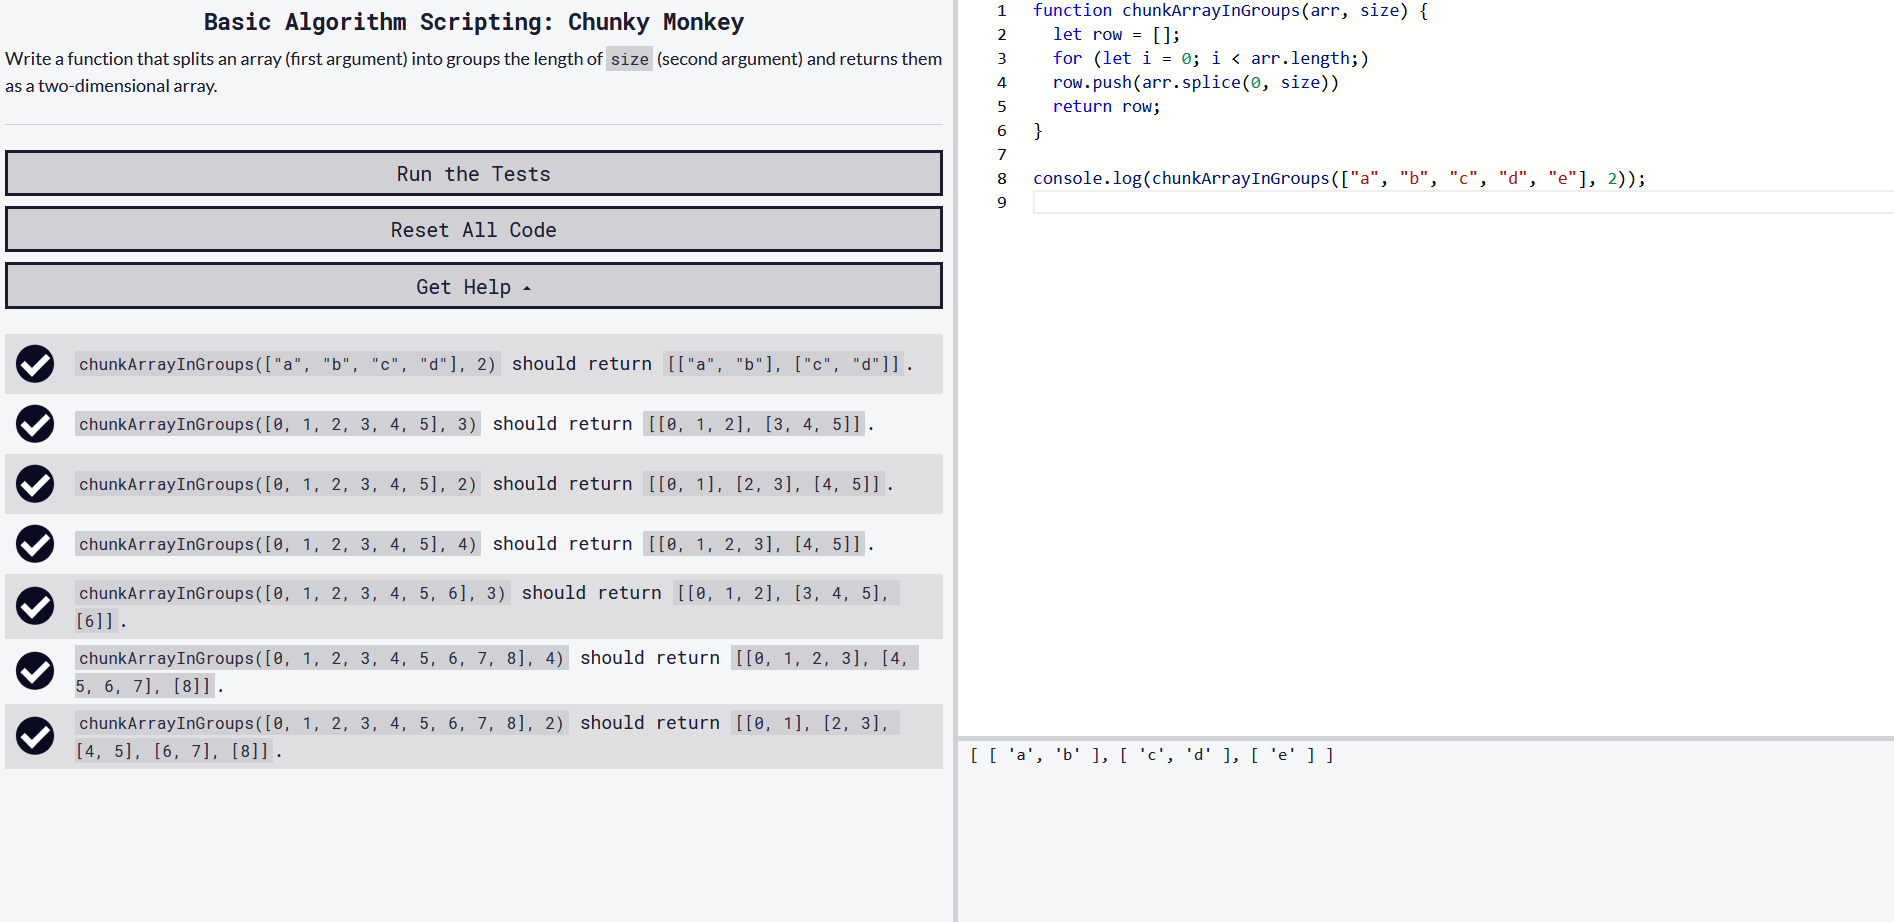 Basic Algorithm Scripting: Chunky Monkey
Write a function that splits an array (first argument) into groups the length of size (second argument) and returns them
as a two-dimensional array.
Run the Tests
Reset All Code
Get Help
chunkArrayInGroups(["a", "b", "c", "d"], 2) should return [["a", "b"], ["c", "d"]].
chunkArrayInGroups([0, 1, 2, 3, 4, 5], 3) should return [[0, 1, 2], [3, 4, 5]].
chunkArrayInGroups([0, 1, 2, 3, 4, 5], 2) should return [[0, 1], [2, 3], [4, 5]].
chunkArrayInGroups([0, 1, 2, 3, 4, 5], 4) should return [[0, 1, 2, 3], [4, 5]].
chunkArrayInGroups([0, 1, 2, 3, 4, 5, 6], 3) should return [[0, 1, 2], [3, 4, 5],
[6]].
chunkArrayInGroups([0, 1, 2, 3, 4, 5, 6, 7, 8], 4) should return [[0, 1, 2, 3], [4,
5, 6, 7], [8]].
chunkArrayInGroups([0, 1, 2, 3, 4, 5, 6, 7, 8], 2) should return [[0, 1], [2, 3],
[4, 5], [6, 7], [8]].
1 function chunkArrayInGroups(arr, size) {
2 let row = [];
3 for (let i = 0; i < arr.length;)
4 row.push(arr.splice(0, size))
5 return row;
6 }
7
8 console.log(chunkArrayInGroups(["a", "b", "c", "d", "e"], 2));
9
[ [ 'a', 'b' ], [ 'c', 'd' ], [ 'e' ] ]